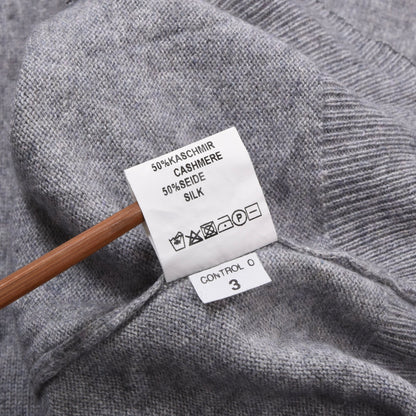 50%KASCHMIR
CASHMERE
50%SEIDE
SILK
P
CONTROL 0
3